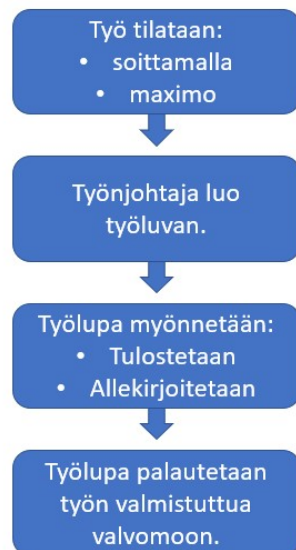 Työ tilataan:
• soittamalla
• maximo
Työnjohtaja luo
työluvan.
Työlupa myönnetään:
• Tulostetaan
• Allekirjoitetaan
Työlupa palautetaan
työn valmistuttua
valvomoon.